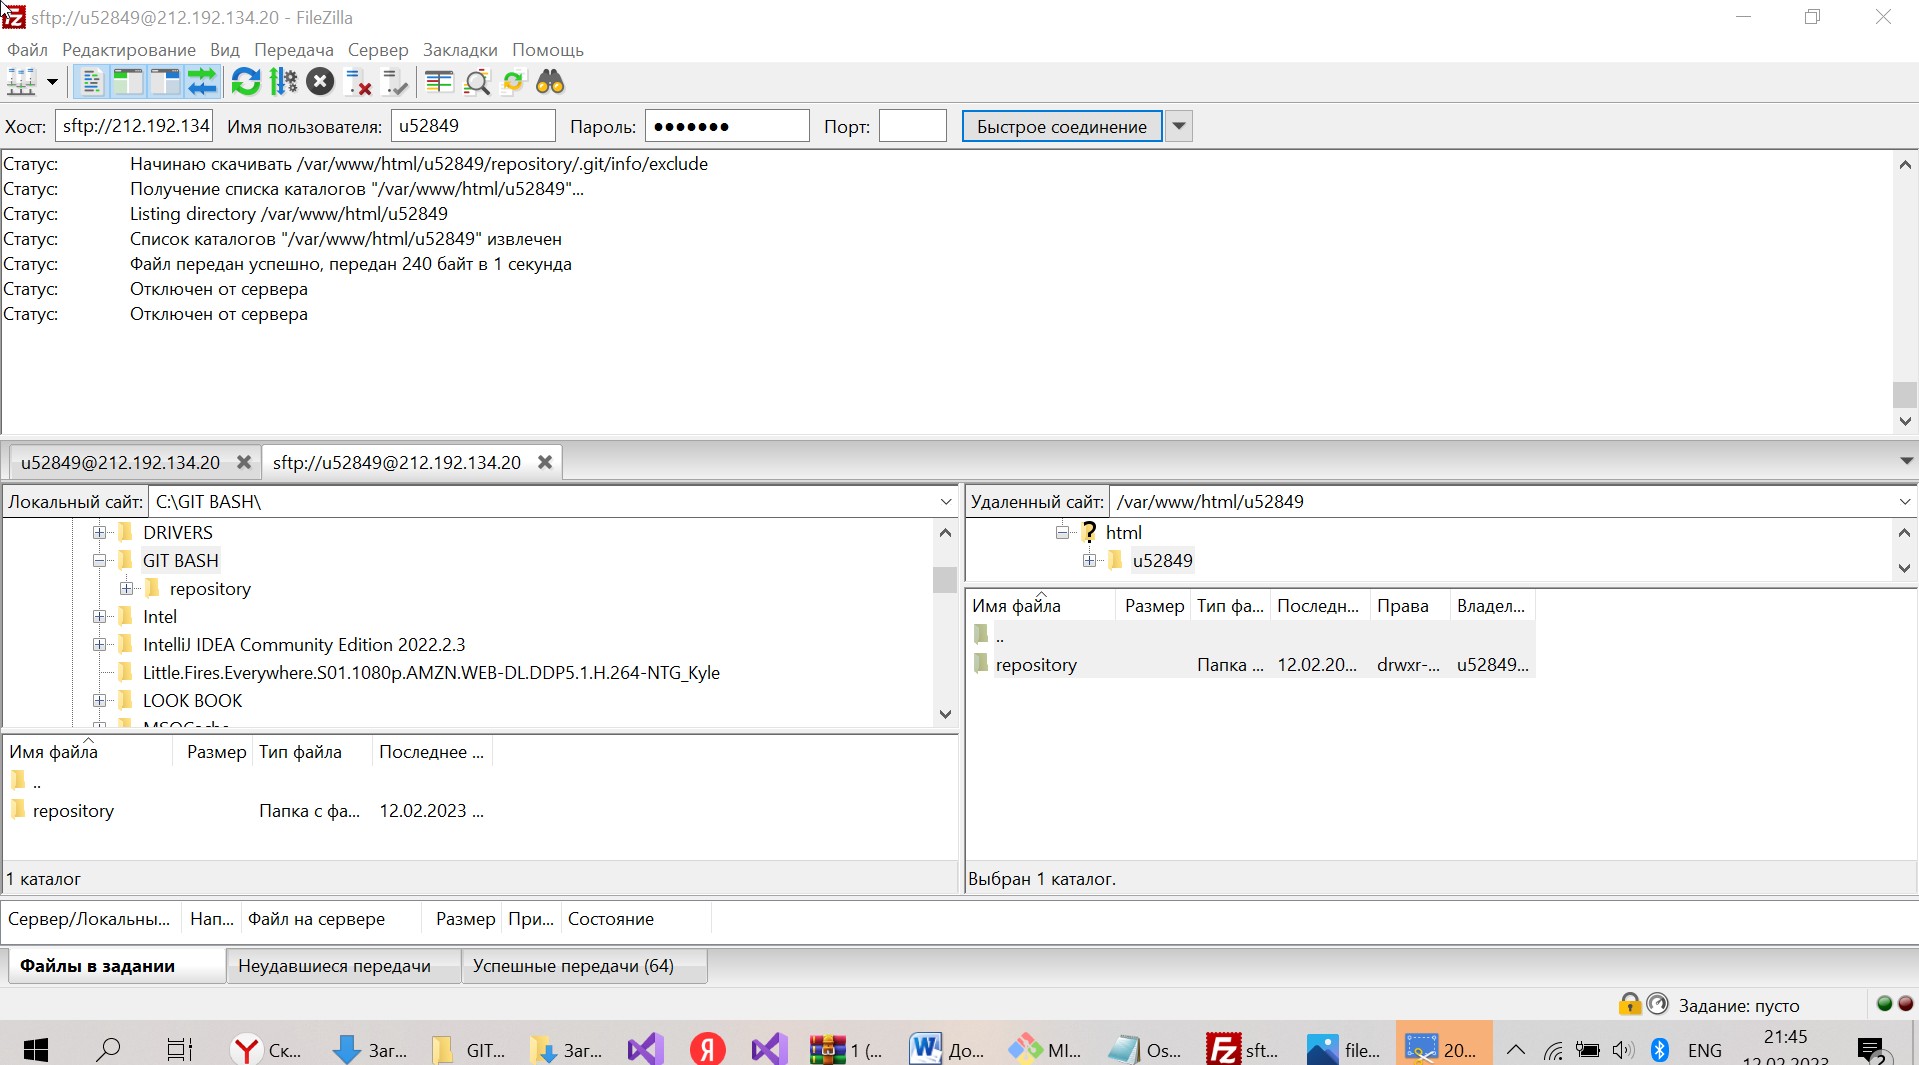 sftp://u52849@212.192.134.20 - FileZilla
Файл Редактирование Вид Передача Сервер Закладки Помощь
Хост: sftp://212.192.134 Имя пользователя: u52849 Пароль: ●●●●●●● Порт: Быстрое соединение
Статус: Начинаю скачивать /var/www/html/u52849/repository/.git/info/exclude
Статус: Получение списка каталогов "/var/www/html/u52849"...
Статус: Listing directory /var/www/html/u52849
Статус: Список каталогов "/var/www/html/u52849" извлечен
Статус: Файл передан успешно, передан 240 байт в 1 секунда
Статус: Отключен от сервера
Статус: Отключен от сервера
u52849@212.192.134.20 sftp://u52849@212.192.134.20
Локальный сайт: C:\GIT BASH\
DRIVERS
GIT BASH
repository
Intel
IntelliJ IDEA Community Edition 2022.2.3
Little.Fires.Everywhere.S01.1080p.AMZN.WEB-DL.DDP5.1.H.264-NTG_Kyle
LOOK BOOK
Имя файла Размер Тип файла Последнее ...
..
repository Папка с фа... 12.02.2023 ...
1 каталог
Удаленный сайт: /var/www/html/u52849
? html
u52849
Имя файла Размер Тип фа... Последн... Права Владел...
..
repository Папка ... 12.02.20... drwxr-... u52849...
Выбран 1 каталог.
Сервер/Локальны... Нап... Файл на сервере Размер При... Состояние
Файлы в задании Неудавшиеся передачи Успешные передачи (64)
Задание: пусто
Ск... Заг... GIT... Заг... Я 1 (... До... MI... Os... sft... file... 20... ENG 21:45
12.02.2023 2